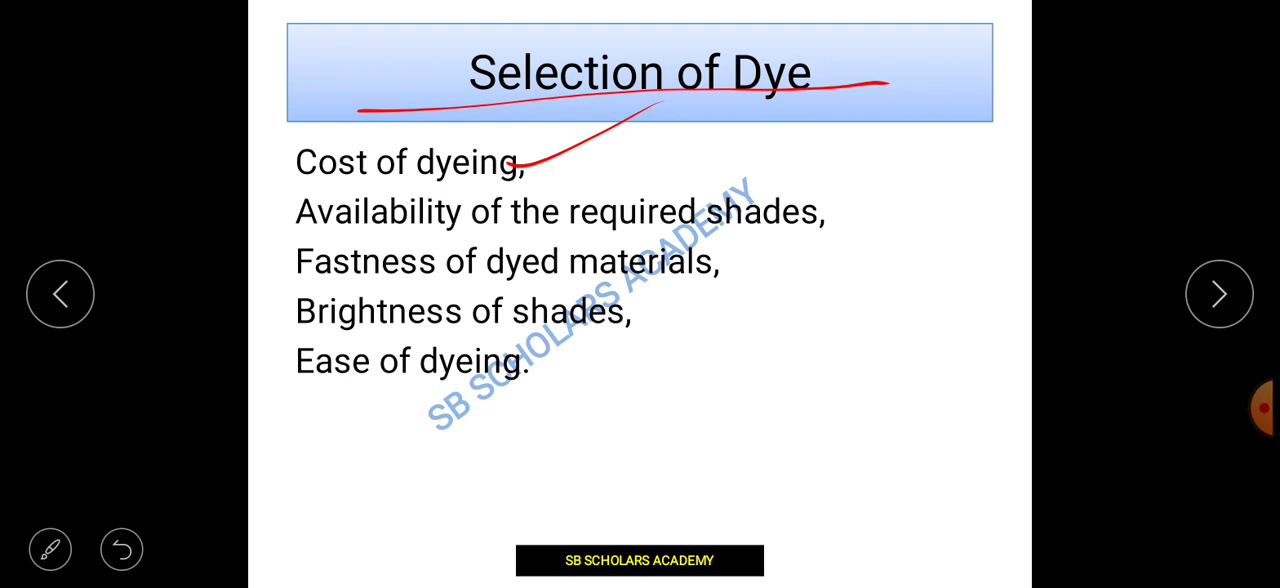 Selection of Dye
Cost of dyeing,
Availability of the required shades,
Fastness of dyed materials,
Brightness of shades,
Ease of dyeing.
SB SCHOLARS ACADEMY
SB SCHOLARS ACADEMY